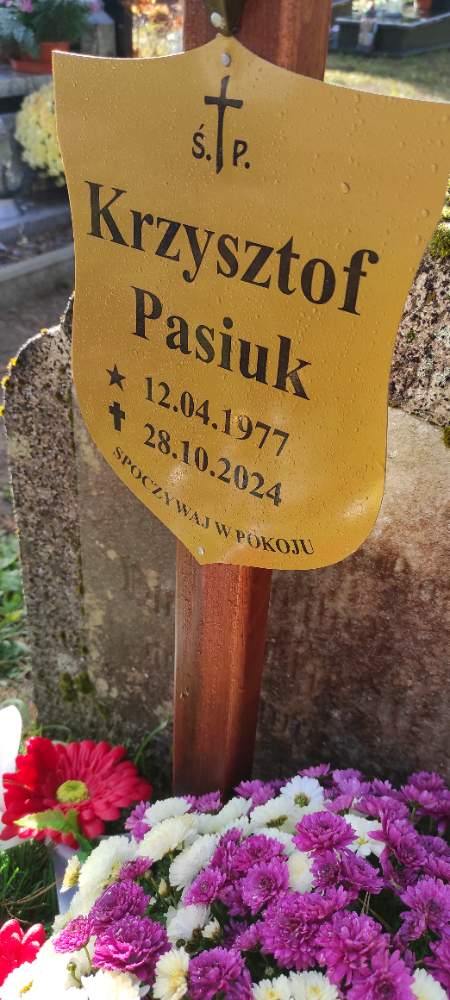 Ś. P.
Krzysztof
Pasiuk
★ 12.04.1977
✝ 28.10.2024
SPOCZYWAJ W POKOJU